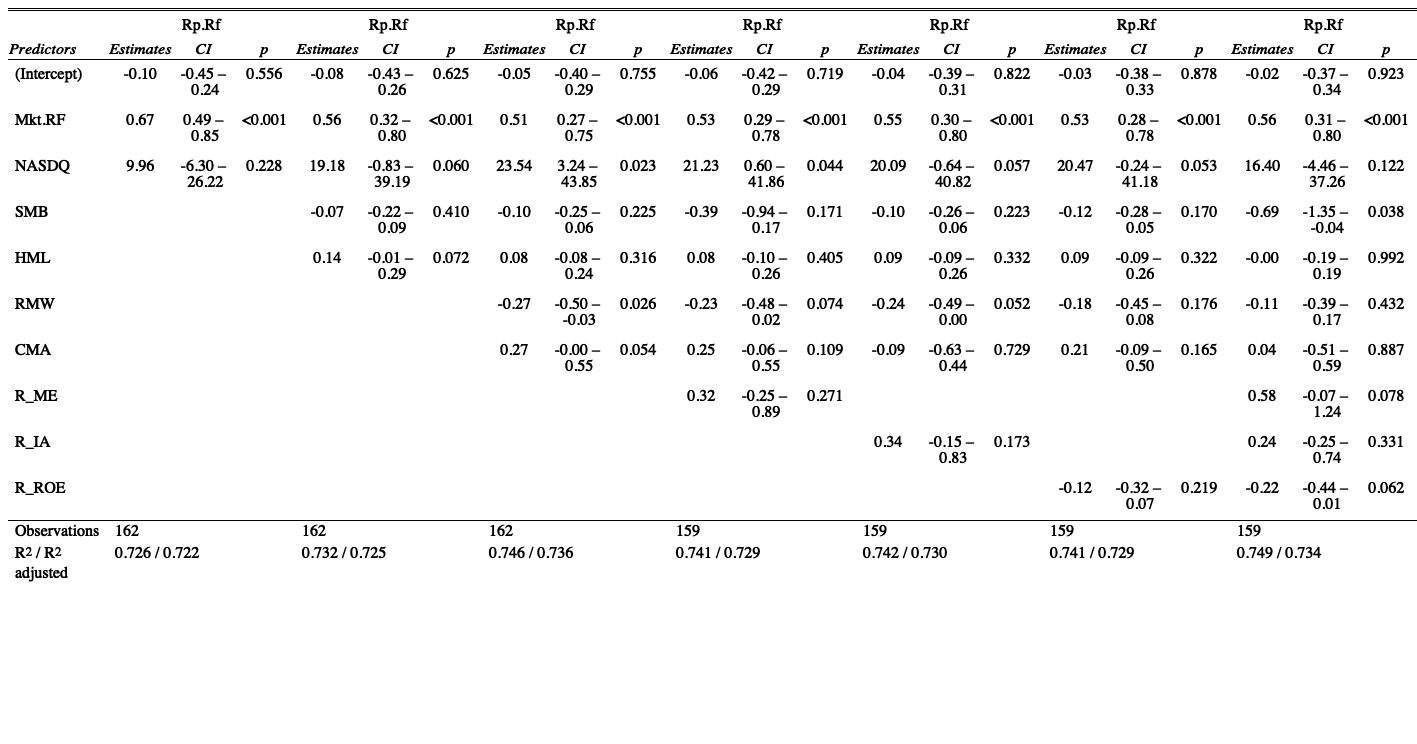 Rp.Rf Rp.Rf Rp.Rf Rp.Rf Rp.Rf Rp.Rf Rp.Rf
Predictors Estimates CI p Estimates CI p Estimates CI p Estimates CI p Estimates CI p Estimates CI p Estimates CI p
(Intercept) -0.10 -0.45 – 0.556 -0.08 -0.43 – 0.625 -0.05 -0.40 – 0.755 -0.06 -0.42 – 0.719 -0.04 -0.39 – 0.822 -0.03 -0.38 – 0.878 -0.02 -0.37 – 0.923
0.24 0.26 0.29 0.29 0.31 0.33 0.34
Mkt.RF 0.67 0.49 – <0.001 0.56 0.32 – <0.001 0.51 0.27 – <0.001 0.53 0.29 – <0.001 0.55 0.30 – <0.001 0.53 0.28 – <0.001 0.56 0.31 – <0.001
0.85 0.80 0.75 0.78 0.80 0.78 0.80
NASDQ 9.96 -6.30 – 0.228 19.18 -0.83 – 0.060 23.54 3.24 – 0.023 21.23 0.60 – 0.044 20.09 -0.64 – 0.057 20.47 -0.24 – 0.053 16.40 -4.46 – 0.122
26.22 39.19 43.85 41.86 40.82 41.18 37.26
SMB -0.07 -0.22 – 0.410 -0.10 -0.25 – 0.225 -0.39 -0.94 – 0.171 -0.10 -0.26 – 0.223 -0.12 -0.28 – 0.170 -0.69 -1.35 – 0.038
0.09 0.06 0.17 0.06 0.05 -0.04
HML 0.14 -0.01 – 0.072 0.08 -0.08 – 0.316 0.08 -0.10 – 0.405 0.09 -0.09 – 0.332 0.09 -0.09 – 0.322 -0.00 -0.19 – 0.992
0.29 0.24 0.26 0.26 0.26 0.19
RMW -0.27 -0.50 – 0.026 -0.23 -0.48 – 0.074 -0.24 -0.49 – 0.052 -0.18 -0.45 – 0.176 -0.11 -0.39 – 0.432
-0.03 0.02 0.00 0.08 0.17
CMA 0.27 -0.00 – 0.054 0.25 -0.06 – 0.109 -0.09 -0.63 – 0.729 0.21 -0.09 – 0.165 0.04 -0.51 – 0.887
0.55 0.55 0.44 0.50 0.59
R_ME 0.32 -0.25 – 0.271 0.58 -0.07 – 0.078
0.89 1.24
R_IA 0.34 -0.15 – 0.173 0.24 -0.25 – 0.331
0.83 0.74
R_ROE -0.12 -0.32 – 0.219 -0.22 -0.44 – 0.062
0.07 0.01
Observations 162 162 162 159 159 159 159
R2 / R2 0.726 / 0.722 0.732 / 0.725 0.746 / 0.736 0.741 / 0.729 0.742 / 0.730 0.741 / 0.729 0.749 / 0.734
adjusted